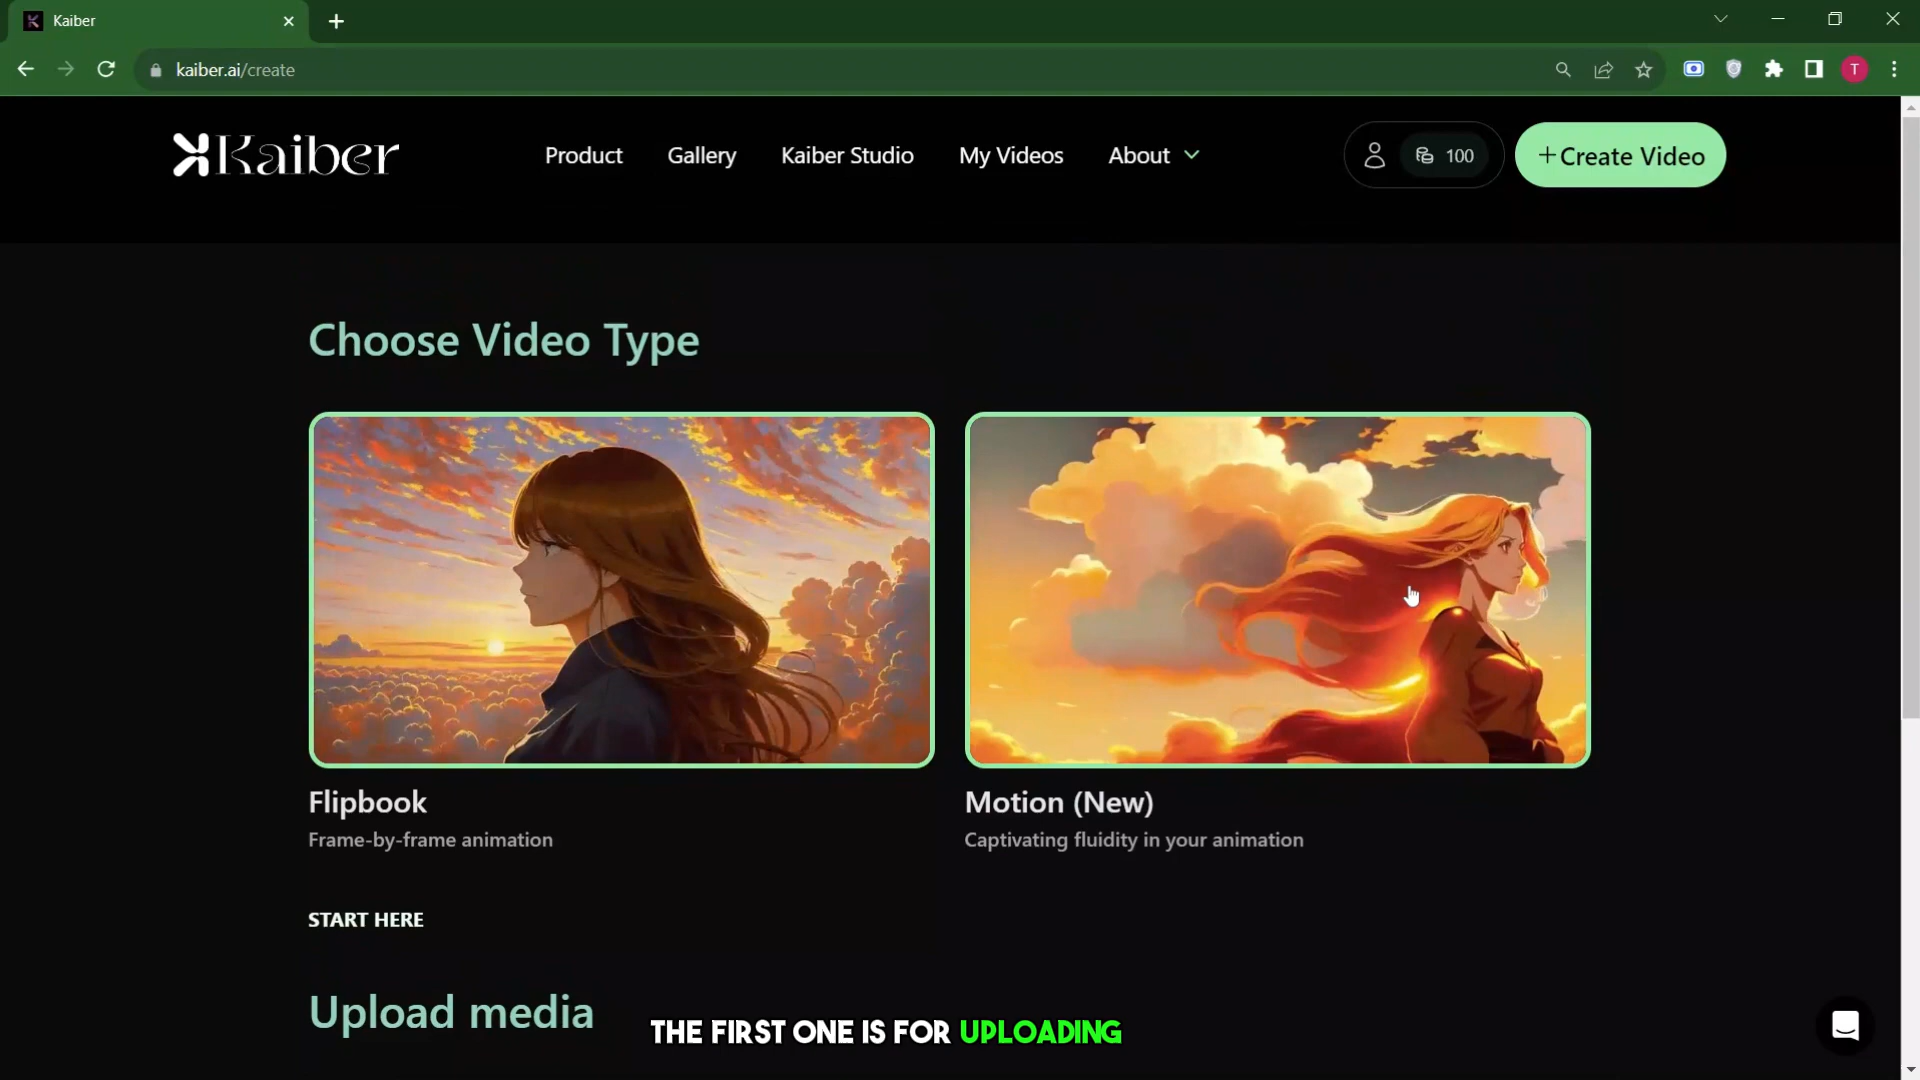 Kaiber
kaiber.ai/create
T
Kaiber
Product
Gallery
Kaiber Studio
My Videos
About
100
+Create Video
Choose Video Type
Flipbook
Frame-by-frame animation
Motion (New)
Captivating fluidity in your animation
START HERE
Upload media
THE FIRST ONE IS FOR UPLOADING